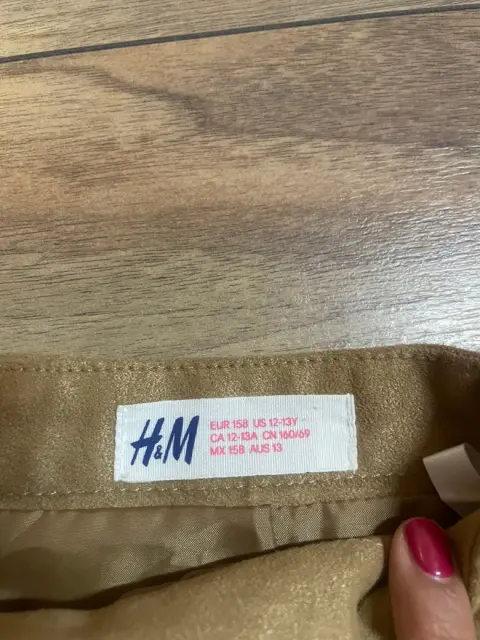 H&M
EUR 158 US 12-13Y
CA 12-13A CN 160/69
MX 158 AUS 13